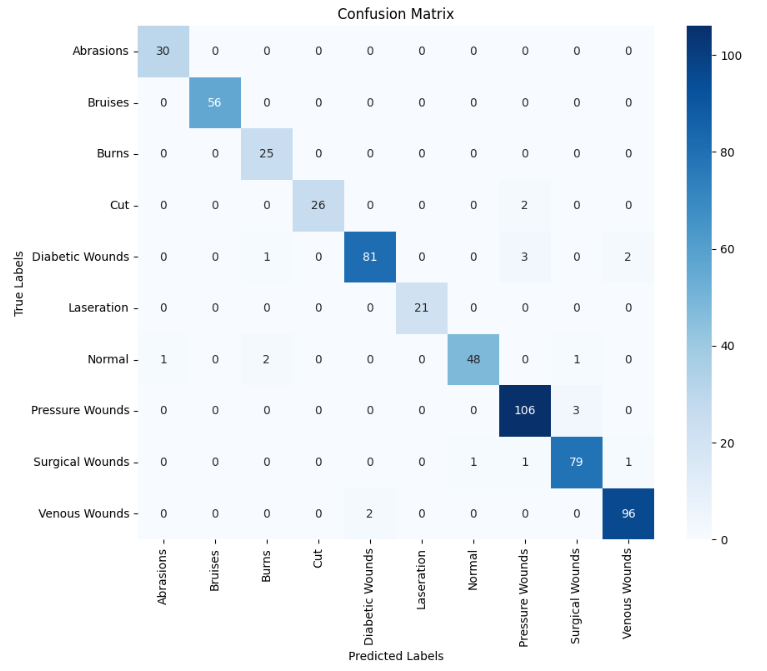 Confusion Matrix
True Labels
Abrasions 30 0 0 0 0 0 0 0 0 0
Bruises 0 56 0 0 0 0 0 0 0 0
Burns 0 0 25 0 0 0 0 0 0 0
Cut 0 0 0 26 0 0 0 2 0 0
Diabetic Wounds 0 0 1 0 81 0 0 3 0 2
Laseration 0 0 0 0 0 21 0 0 0 0
Normal 1 0 2 0 0 0 48 0 1 0
Pressure Wounds 0 0 0 0 0 0 0 106 3 0
Surgical Wounds 0 0 0 0 0 0 1 1 79 1
Venous Wounds 0 0 0 0 2 0 0 0 0 96
Abrasions
Bruises
Burns
Cut
Diabetic Wounds
Laseration
Normal
Pressure Wounds
Surgical Wounds
Venous Wounds
Predicted Labels
100
80
60
40
20
0